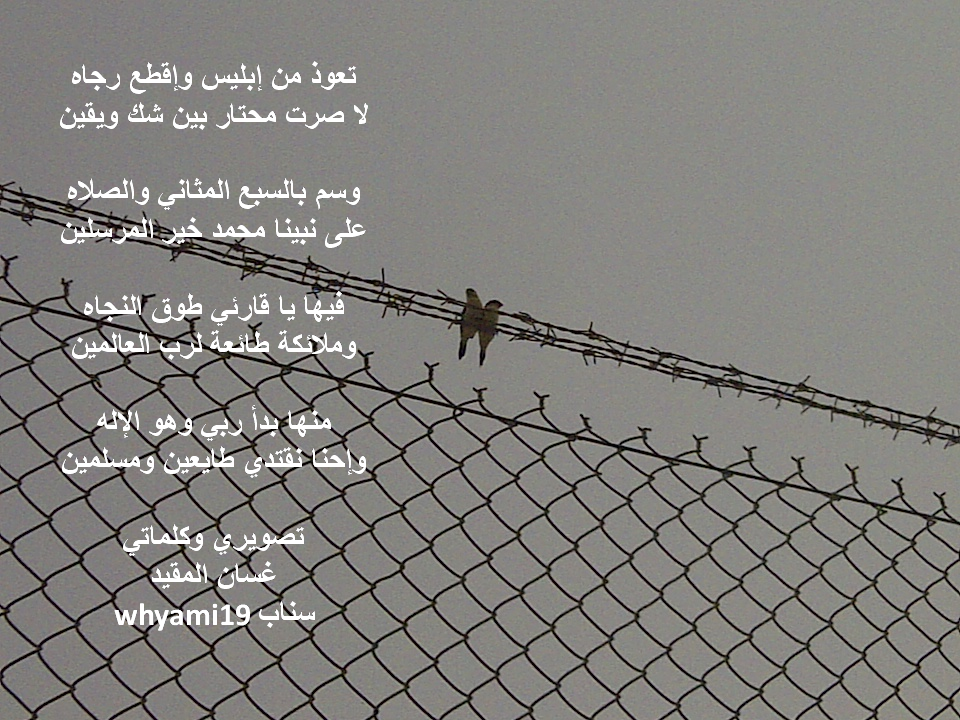 تعوذ من إبليس وإقطع رجاه
لا صرت محتار بين شك ويقين
وسم بالسبع المثاني والصلاه
على نبينا محمد خير المرسلين
فيها يا قارئي طوق النجاه
وملائكة طائعة لرب العالمين
منها بدأ ربي وهو الإله
وإحنا نقتدي طايعين ومسلمين
تصويري وكلماتي
غسان المقيد
سناب whyami19